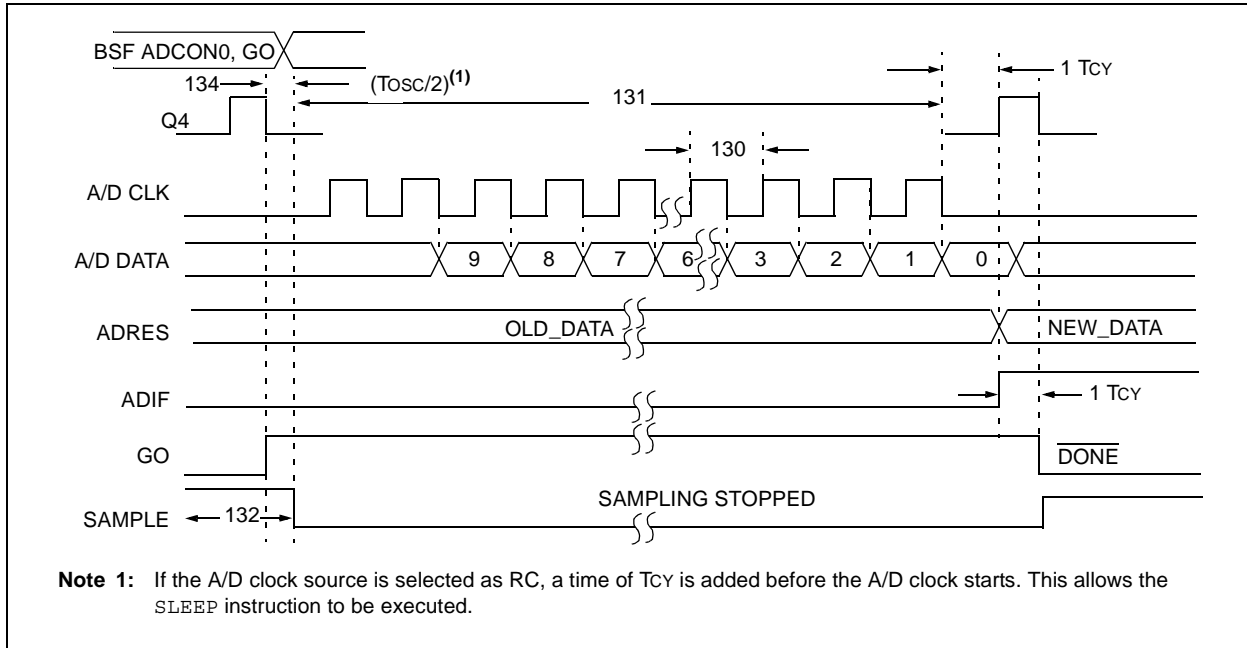 BSF ADCON0, GO
134 (TOSC/2)(1) 131 1 TCY
Q4
130
A/D CLK
A/D DATA 9 8 7 6 3 2 1 0
ADRES OLD_DATA NEW_DATA
ADIF 1 TCY
GO DONE
SAMPLE 132 SAMPLING STOPPED
Note 1: If the A/D clock source is selected as RC, a time of TCY is added before the A/D clock starts. This allows the
SLEEP instruction to be executed.